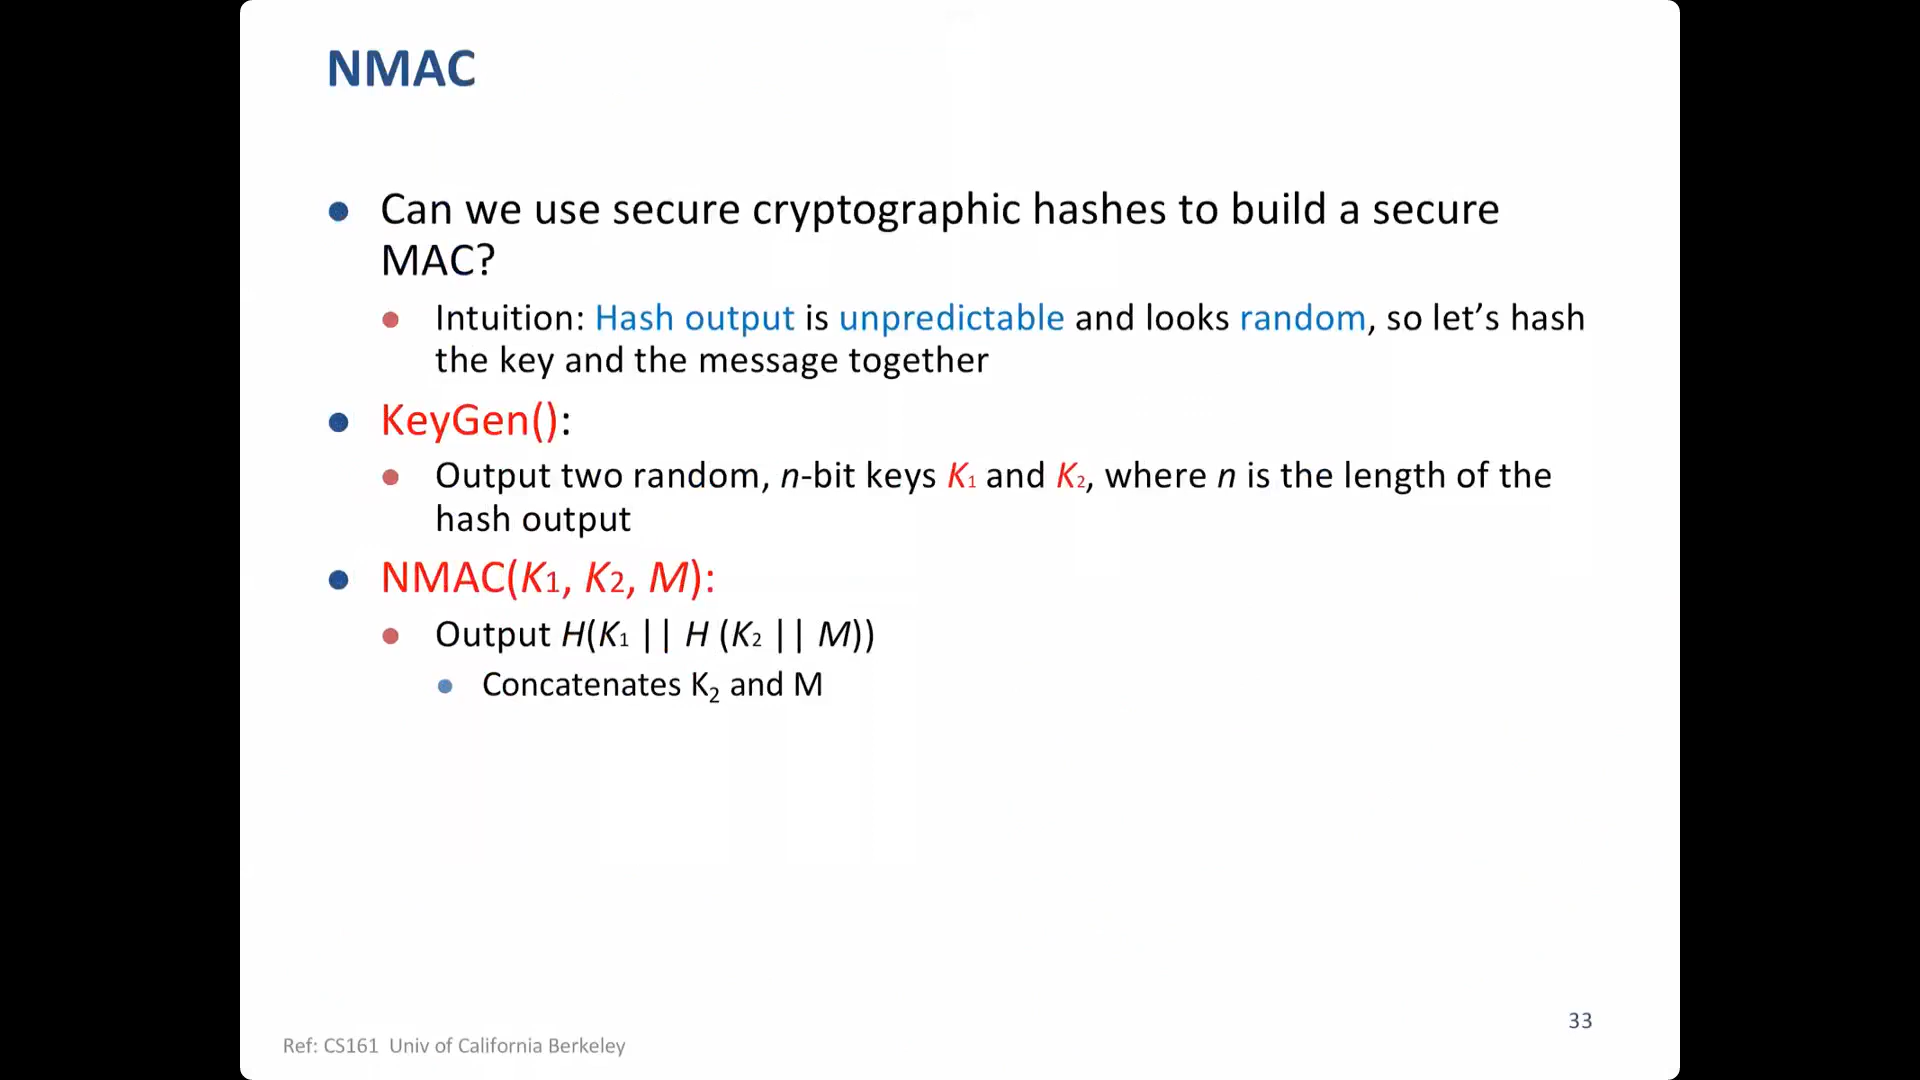 NMAC
● Can we use secure cryptographic hashes to build a secure
MAC?
● Intuition: Hash output is unpredictable and looks random, so let’s hash
the key and the message together
● KeyGen():
● Output two random, n-bit keys K₁ and K₂, where n is the length of the
hash output
● NMAC(K1, K2, M):
● Output H(K₁ || H (K₂ || M))
● Concatenates K₂ and M
33
Ref: CS161 Univ of California Berkeley